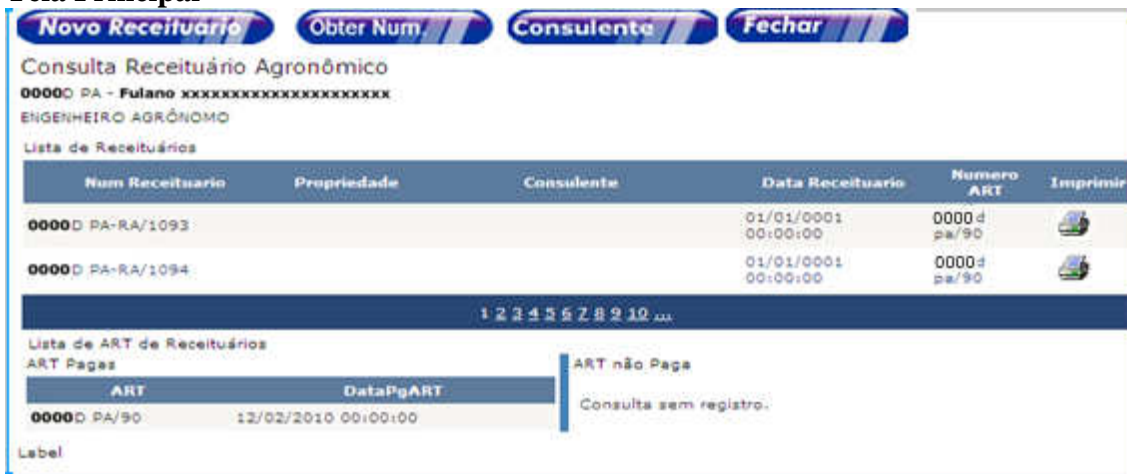 Tela Principal
Novo Receituario Obter Num. Consulente Fechar
Consulta Receituário Agronômico
0000D PA - Fulano xxxxxxxxxxxxxxxxxxxxxx
ENGENHEIRO AGRÔNOMO
Lista de Receituários
Num Receituario Propriedade Consulente Data Receituario Numero ART Imprimir
0000D PA-RA/1093 01/01/0001 00:00:00 0000d pa/90
0000D PA-RA/1094 01/01/0001 00:00:00 0000d pa/90
1 2 3 4 5 6 7 8 9 10 ...
Lista de ART de Receituários
ART Pagas ART não Paga
ART DataPgART
Consulta sem registro.
0000D PA/90 12/02/2010 00:00:00
Label